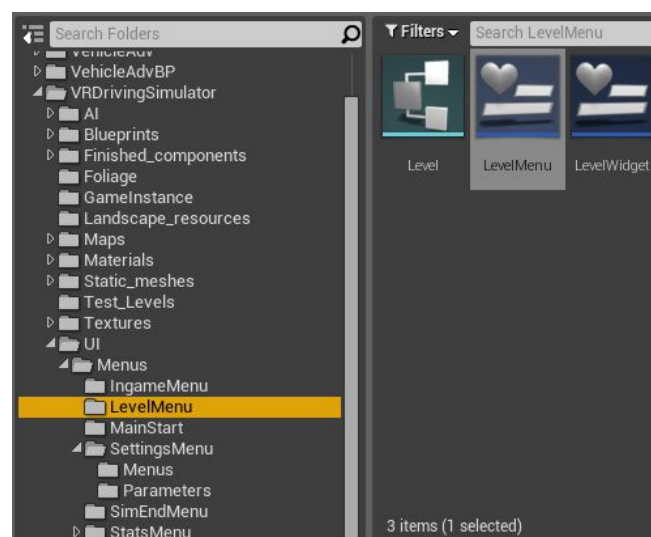 Search Folders
VehicleAdv
VehicleAdvBP
VRDrivingSimulator
AI
Blueprints
Finished_components
Foliage
GameInstance
Landscape_resources
Maps
Materials
Static_meshes
Test_Levels
Textures
UI
Menus
IngameMenu
LevelMenu
MainStart
SettingsMenu
Menus
Parameters
SimEndMenu
StatsMenu
Filters
Search LevelMenu
Level
LevelMenu
LevelWidget
3 items (1 selected)